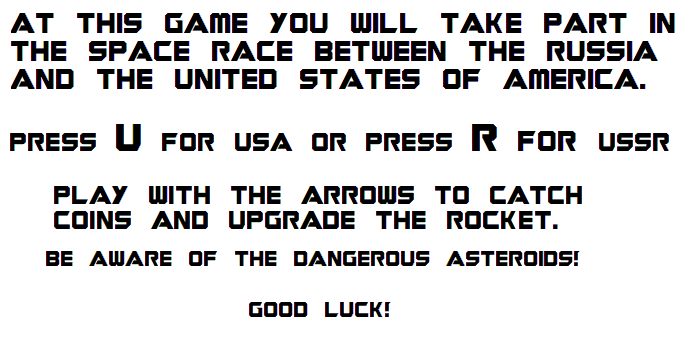 AT THIS GAME YOU WILL TAKE PART IN
THE SPACE RACE BETWEEN THE RUSSIA
AND THE UNITED STATES OF AMERICA.
PRESS U FOR USA OR PRESS R FOR USSR
PLAY WITH THE ARROWS TO CATCH
COINS AND UPGRADE THE ROCKET.
BE AWARE OF THE DANGEROUS ASTEROIDS!
GOOD LUCK!